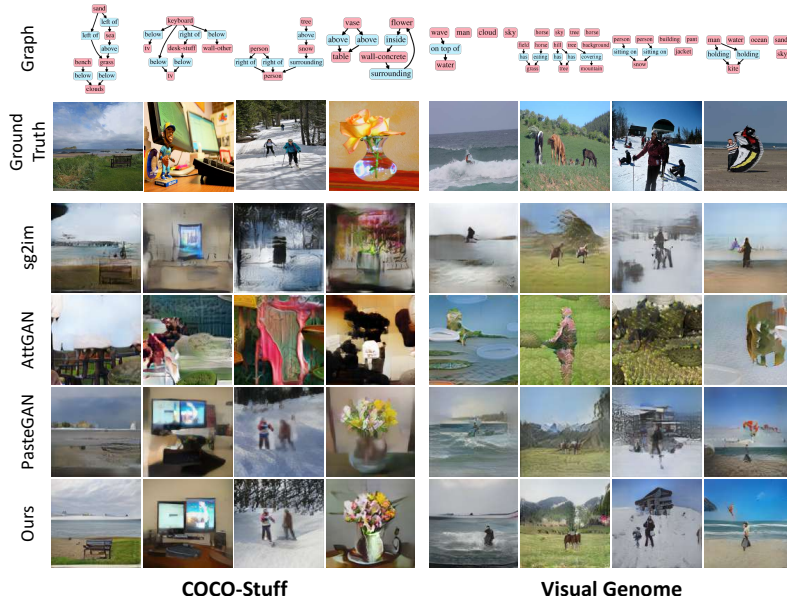 Graph
sand
left of
left of
sea
above
bench
grass
below
below
clouds
keyboard
below
right of
below
tv
desk-stuff
wall-other
below
below
tv
tree
above
person
snow
right of
right of
surrounding
person
vase
flower
above
above
inside
table
wall-concrete
surrounding
wave
man
cloud
sky
on top of
water
horse
sky
tree
horse
field
horse
hill
tree
background
has
eating
has
has
covering
grass
tree
mountain
person
person
building
pant
sitting on
sitting on
jacket
snow
man
water
ocean
sand
holding
holding
sky
kite
Ground
Truth
sg2im
AttGAN
PasteGAN
Ours
COCO-Stuff
Visual Genome